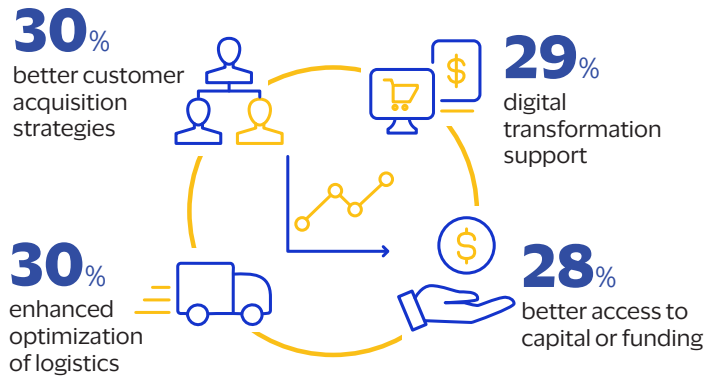 30%
better customer
acquisition
strategies
29%
digital
transformation
support
30%
enhanced
optimization
of logistics
28%
better access to
capital or funding
$
$